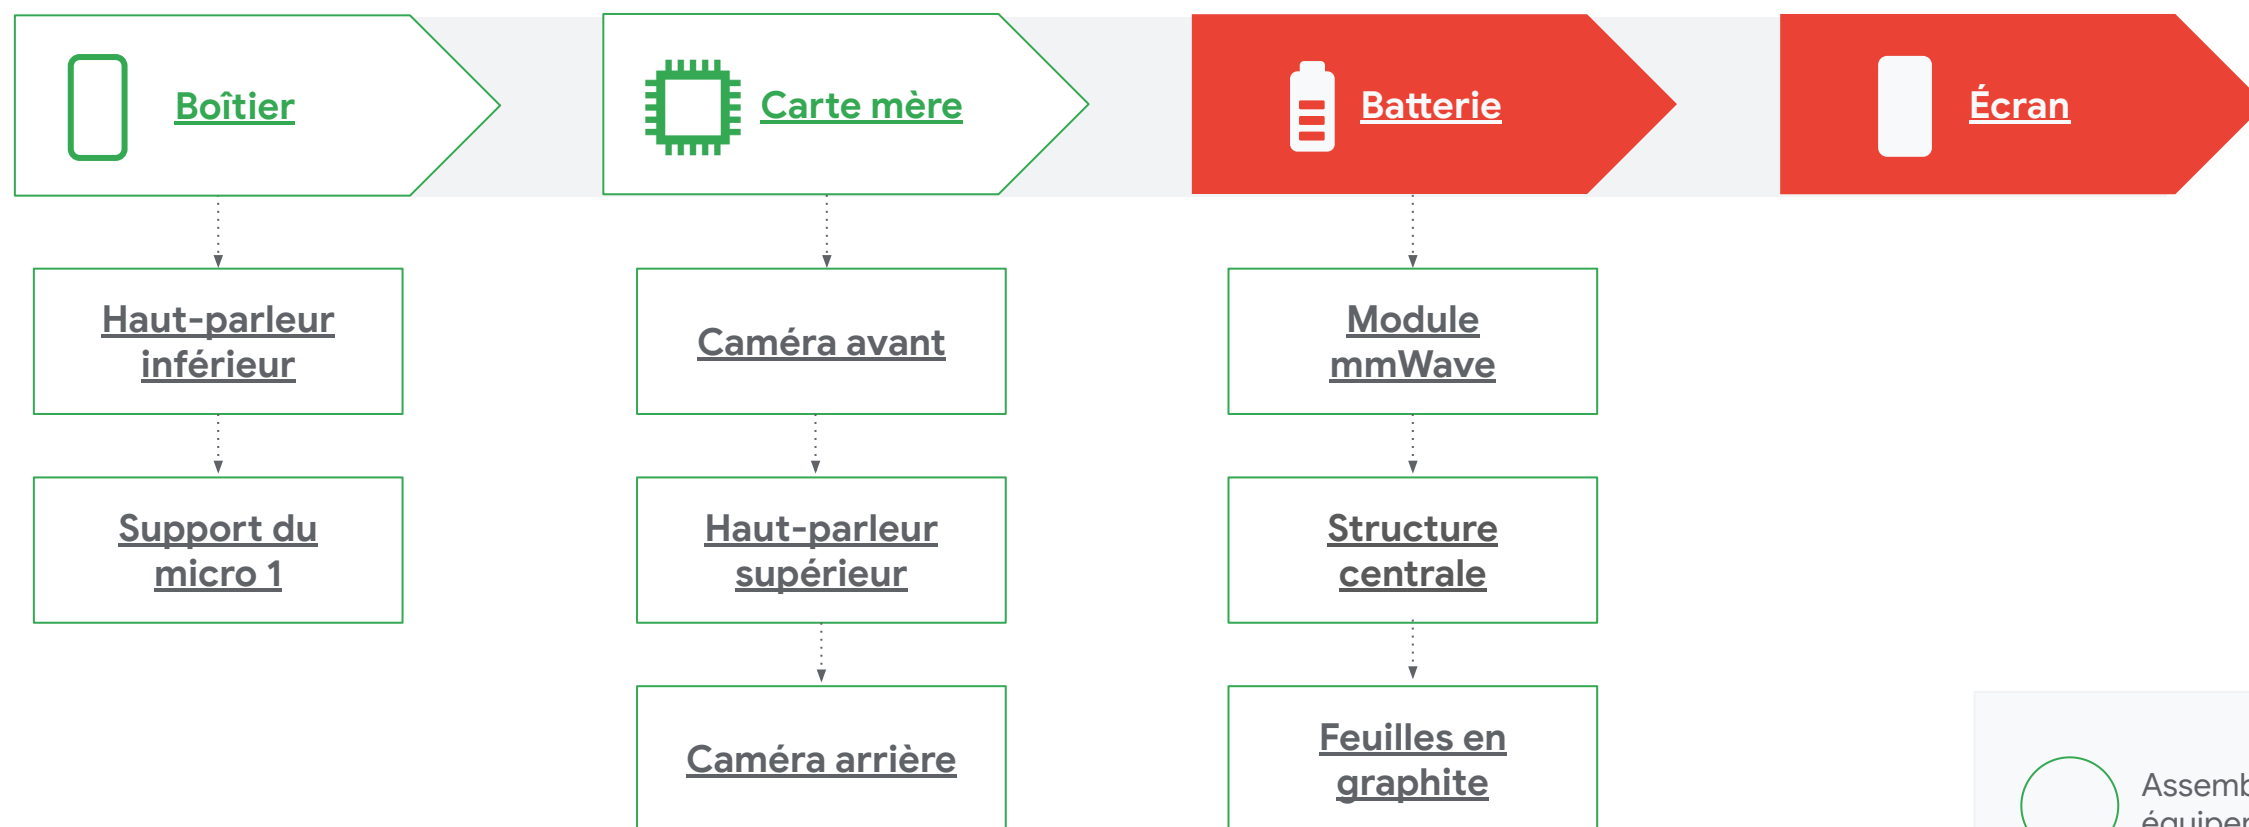 Boîtier
Carte mère
Batterie
Écran
Haut-parleur
inférieur
Caméra avant
Module
mmWave
Support du
micro 1
Haut-parleur
supérieur
Structure
centrale
Caméra arrière
Feuilles en
graphite